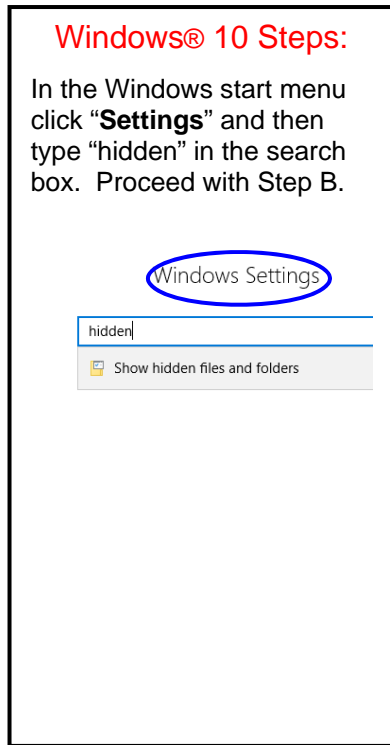 Windows® 10 Steps:
In the Windows start menu
click “Settings” and then
type “hidden” in the search
box.  Proceed with Step B.
Windows Settings
hidden
Show hidden files and folders